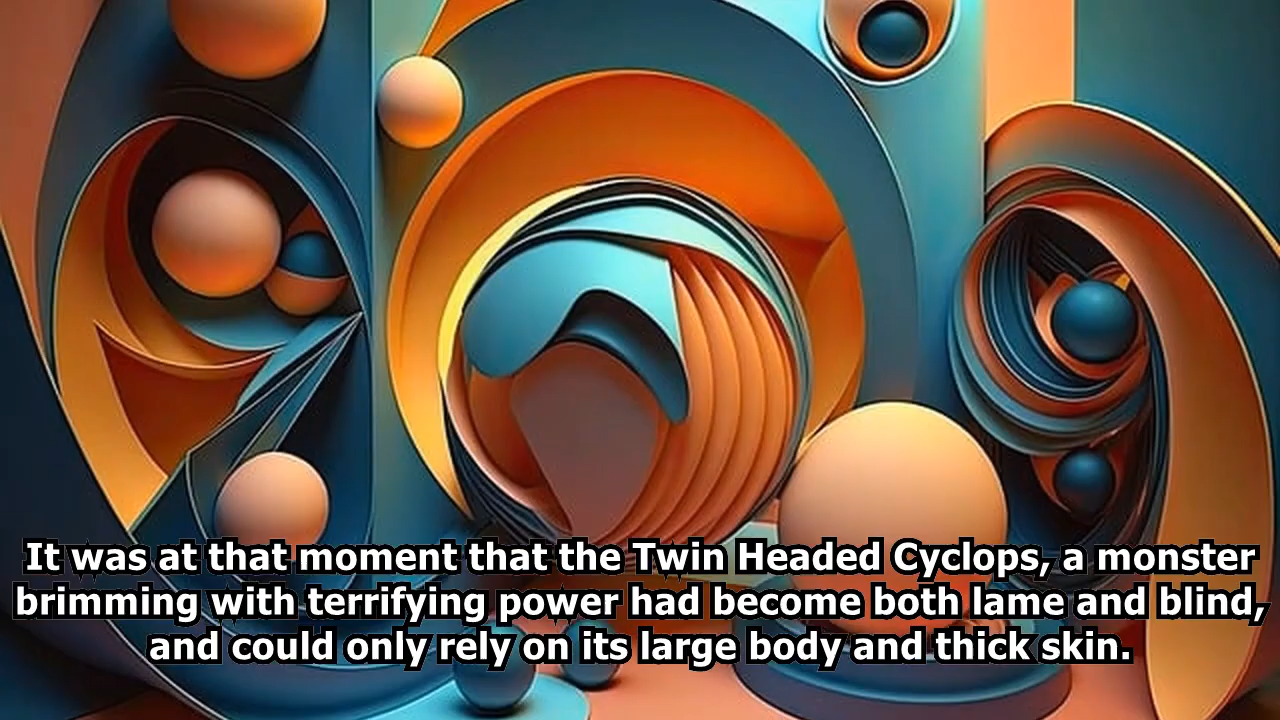 It was at that moment that the Twin Headed Cyclops, a monster
brimming with terrifying power had become both lame and blind,
and could only rely on its large body and thick skin.